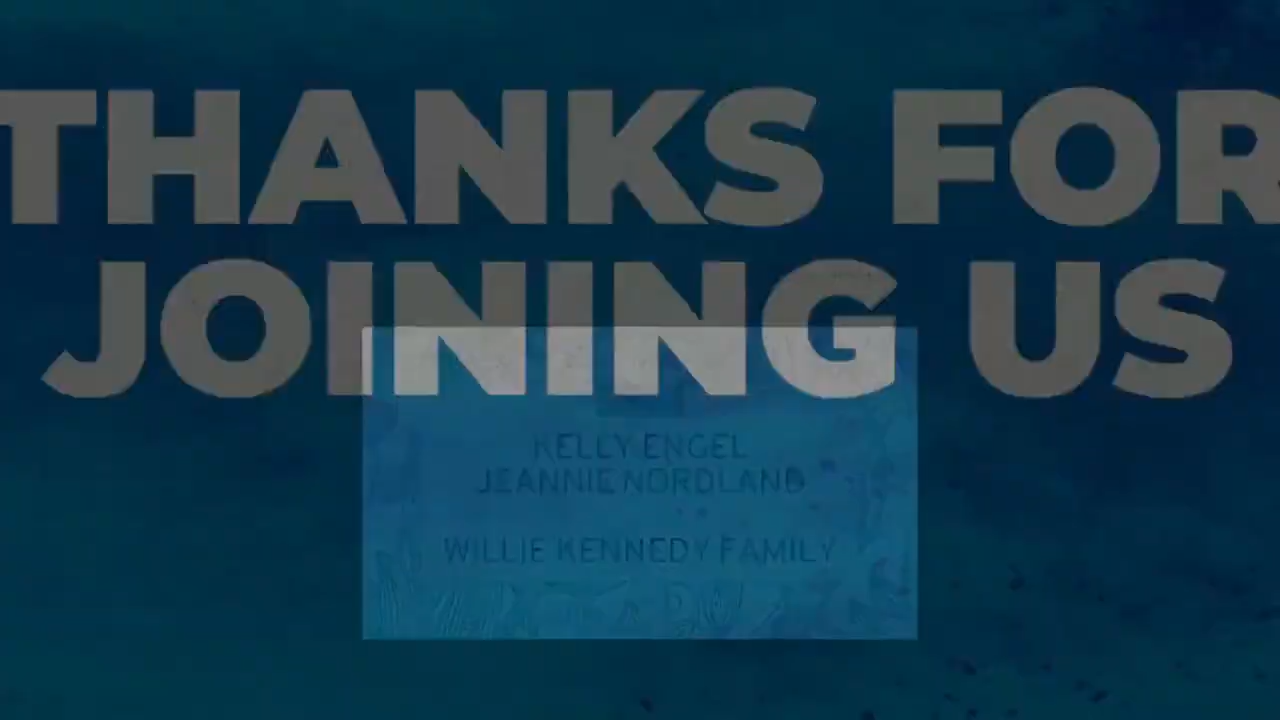 THANKS FOR
JOINING US
KELLY ENGEL
JEANNIE NORDLAND
WILLIE KENNEDY FAMILY